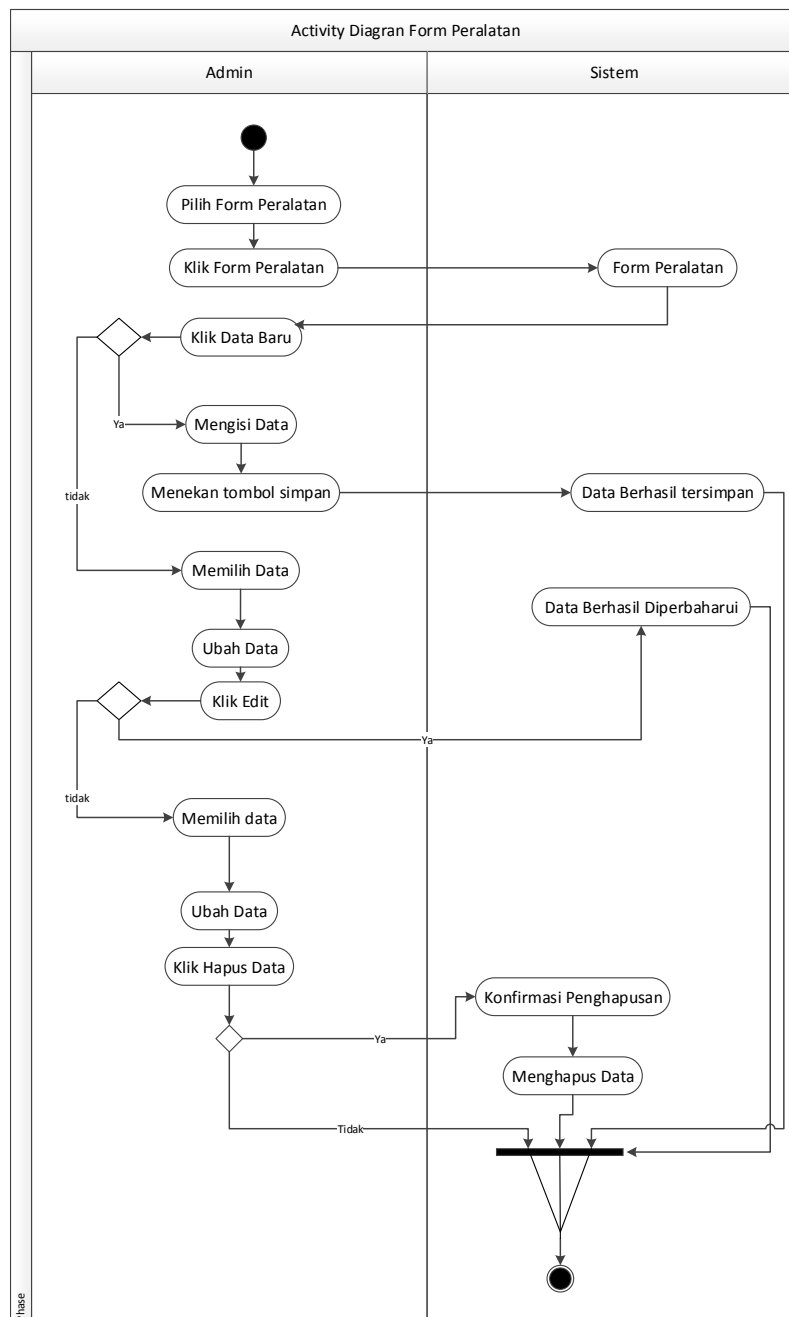 Activity Diagran Form Peralatan
Admin
Sistem
Pilih Form Peralatan
Klik Form Peralatan
Form Peralatan
Klik Data Baru
Ya
Mengisi Data
tidak
Menekan tombol simpan
Data Berhasil tersimpan
Memilih Data
Data Berhasil Diperbaharui
Ubah Data
Klik Edit
Ya
tidak
Memilih data
Ubah Data
Klik Hapus Data
Konfirmasi Penghapusan
Ya
Menghapus Data
Tidak
Phase